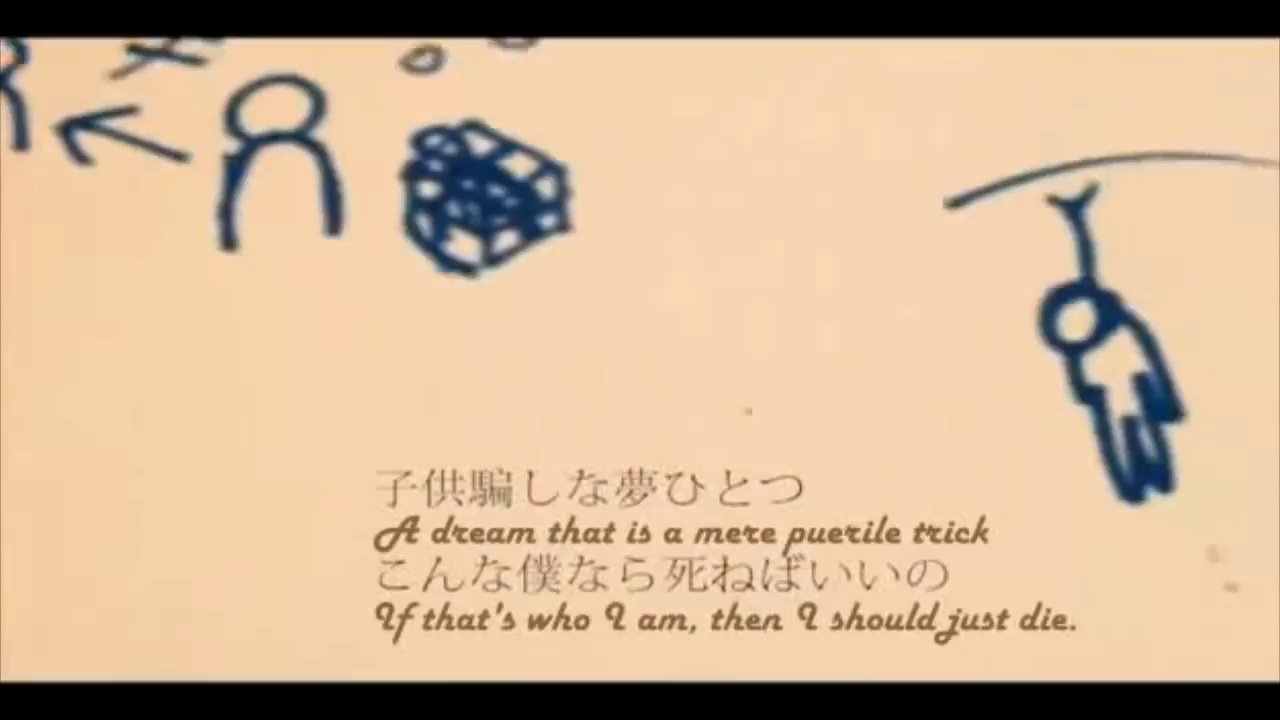 子供騙しな夢ひとつ
A dream that is a mere puerile trick
こんな僕なら死ねばいいの
If that's who I am, then I should just die.